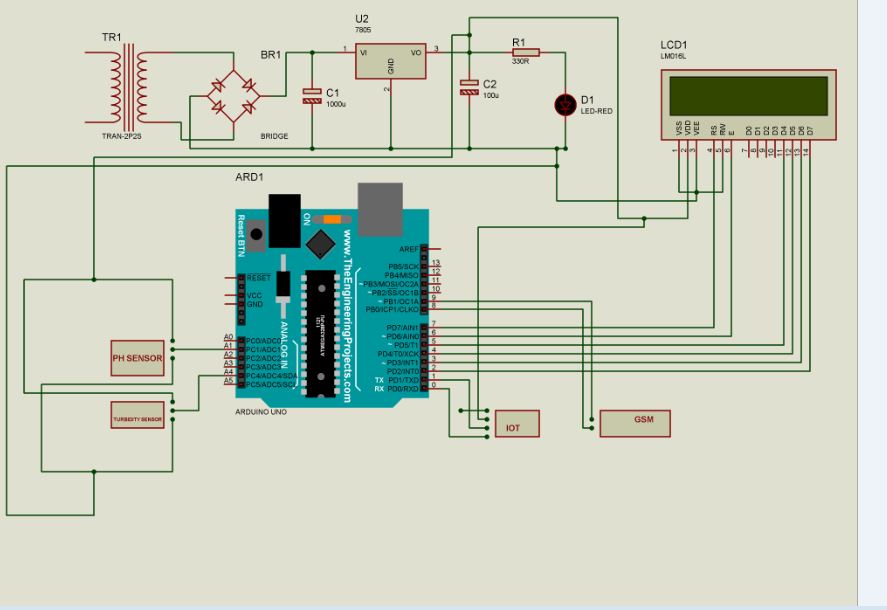 TR1
TRAN-2P2S
BR1
BRIDGE
C1
1000u
U2
7805
1
VI
VO
3
GND
2
C2
100u
R1
330R
D1
LED-RED
LCD1
LM016L
VSS
VDD
VEE
RS
RW
E
D0
D1
D2
D3
D4
D5
D6
D7
1
2
3
4
5
6
7
8
9
10
11
12
13
14
ARD1
Reset BTN
ON
www.TheEngineeringProjects.com
ANALOG IN
ATMEGA328P-PU
1121
RESET
VCC
GND
A0 PC0/ADC0
A1 PC1/ADC1
A2 PC2/ADC2
A3 PC3/ADC3
A4 PC4/ADC4/SDA
A5 PC5/ADC5/SCL
AREF
PB5/SCK 13
PB4/MISO 12
~PB3/MOSI/OC2A 11
~PB2/SS/OC1B 10
~PB1/OC1A 9
PB0/ICP1/CLKO 8
PD7/AIN1 7
~PD6/AIN0 6
~PD5/T1 5
PD4/T0/XCK 4
~PD3/INT1 3
PD2/INT0 2
TX PD1/TXD 1
RX PD0/RXD 0
ARDUINO UNO
PH SENSOR
TURBEDITY SENSOR
IOT
GSM